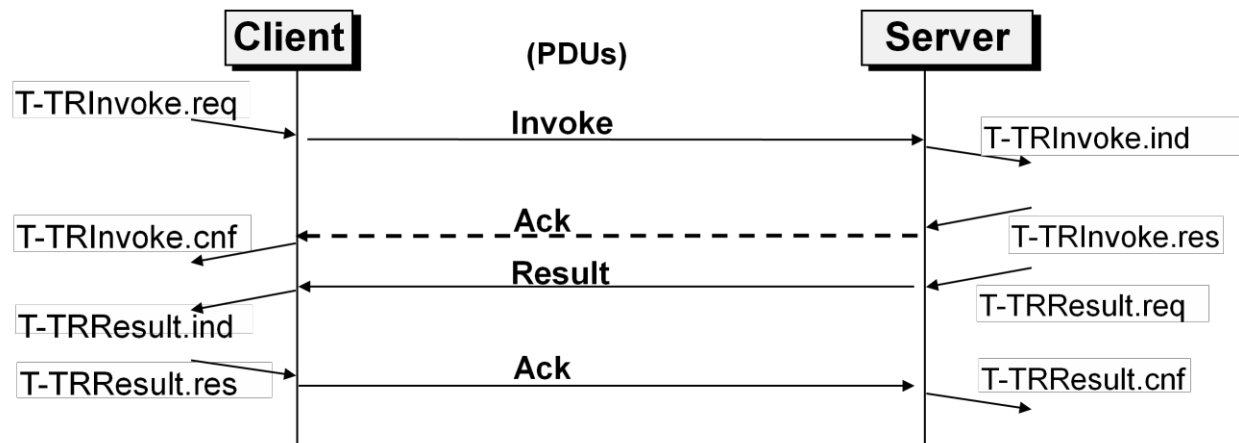 Client
(PDUs)
Server
T-TRInvoke.req
Invoke
T-TRInvoke.ind
Ack
T-TRInvoke.cnf
T-TRInvoke.res
Result
T-TRResult.req
T-TRResult.ind
Ack
T-TRResult.res
T-TRResult.cnf